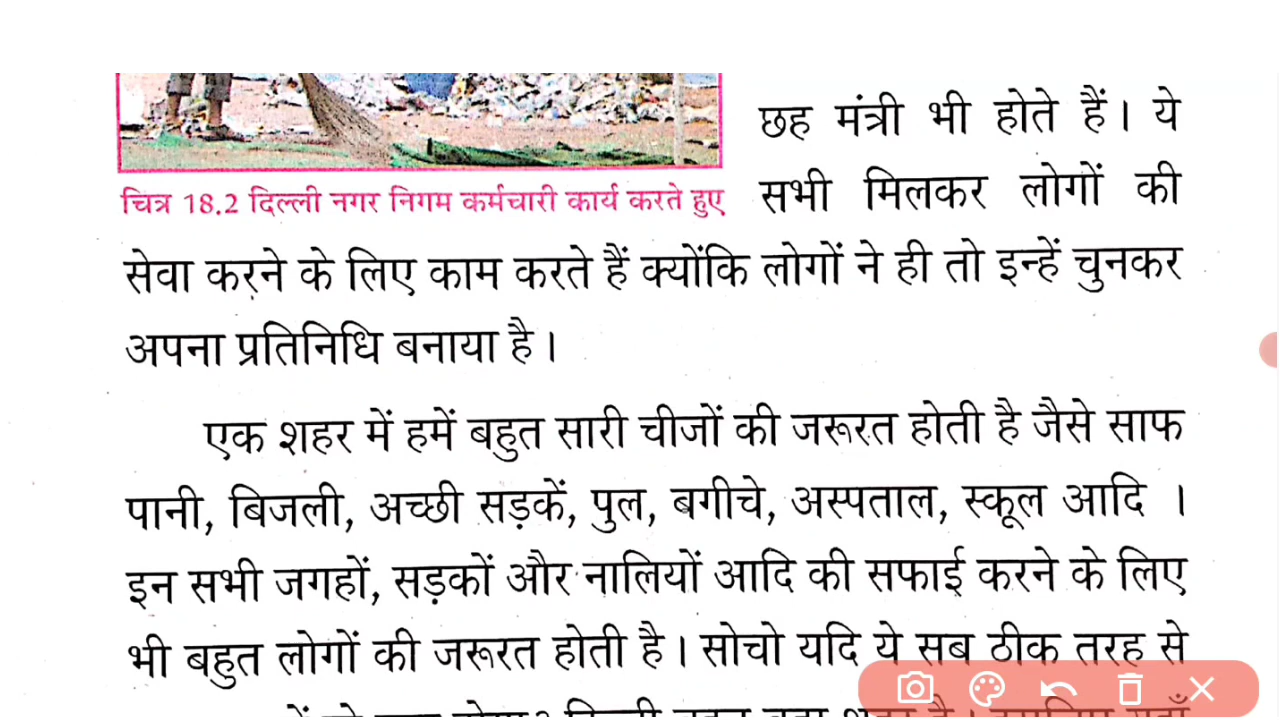 छह मंत्री भी होते हैं। ये
चित्र 18.2 दिल्ली नगर निगम कर्मचारी कार्य करते हुए
सभी मिलकर लोगों की
सेवा करने के लिए काम करते हैं क्योंकि लोगों ने ही तो इन्हें चुनकर
अपना प्रतिनिधि बनाया है।
एक शहर में हमें बहुत सारी चीजों की जरूरत होती है जैसे साफ
पानी, बिजली, अच्छी सड़कें, पुल, बगीचे, अस्पताल, स्कूल आदि ।
इन सभी जगहों, सड़कों और नालियों आदि की सफाई करने के लिए
भी बहुत लोगों की जरूरत होती है। सोचो यदि ये सब ठीक तरह से